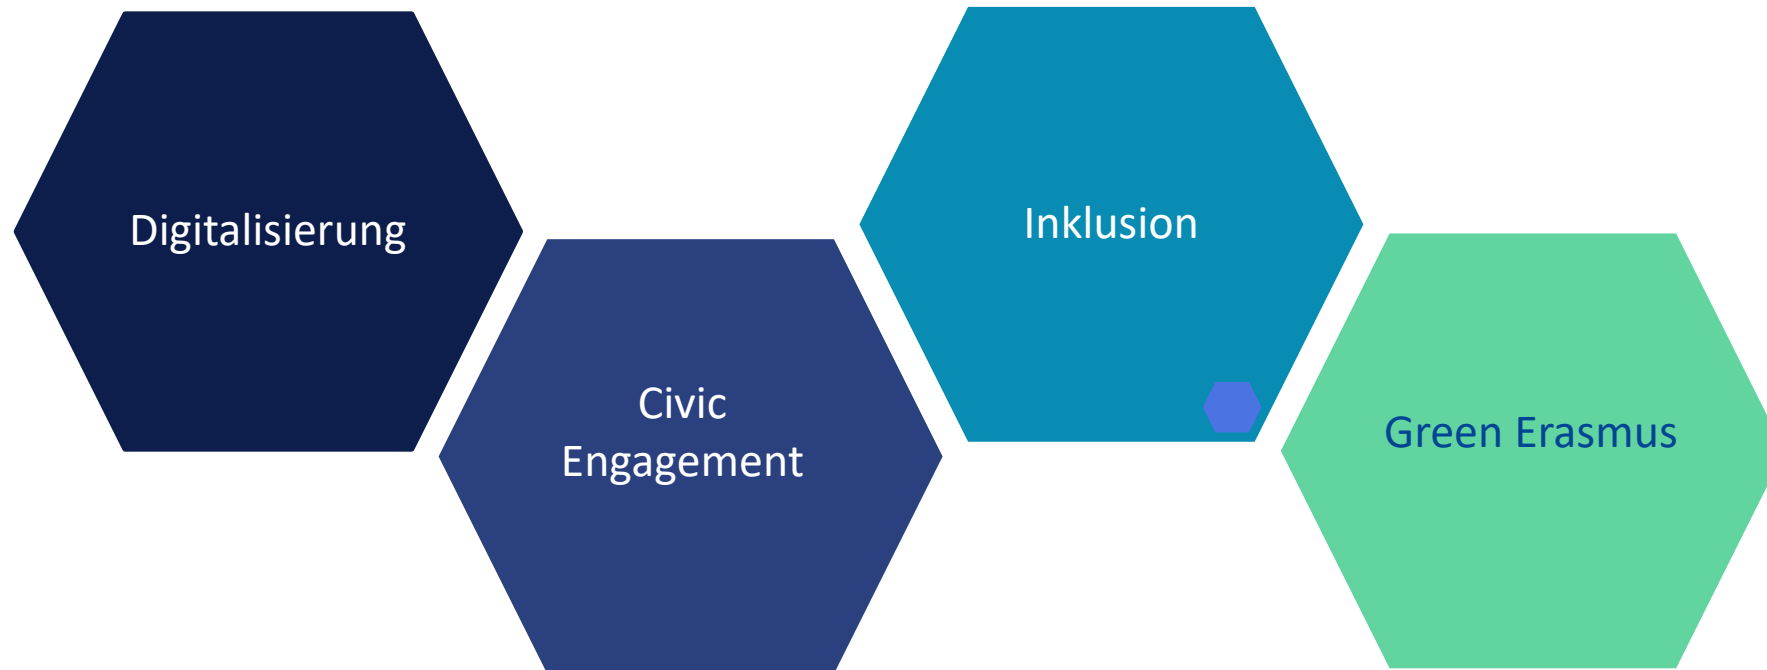 Digitalisierung
Civic
Engagement
Inklusion
Green Erasmus